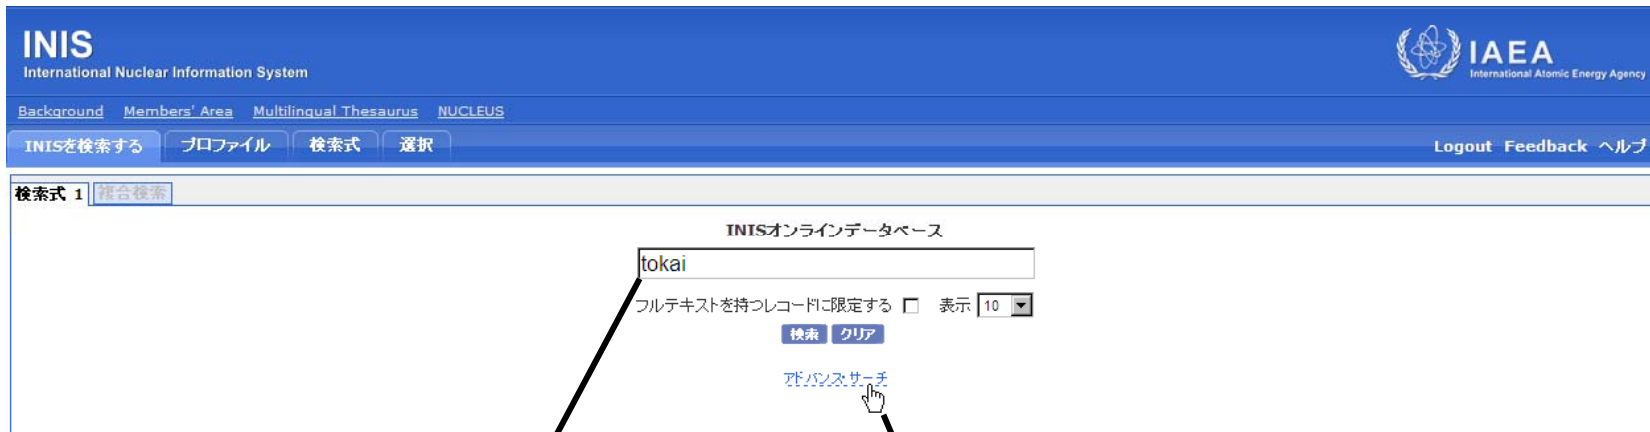 INIS
International Nuclear Information System
IAEA
International Atomic Energy Agency
Background Members' Area Multilingual Thesaurus NUCLEUS
INISを検索する プロファイル 検索式 選択 Logout Feedback ヘルプ
検索式 1 複合検索
INISオンラインデータベース
tokai
フルテキストを持つレコードに限定する 表示 10
検索 クリア
アドバンス・サーチ